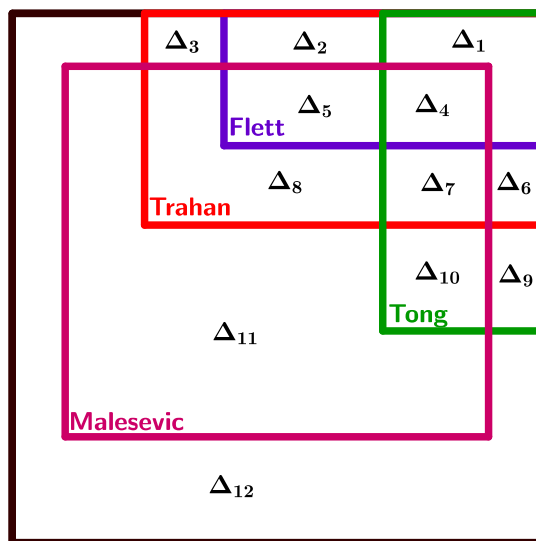 Δ₃ Δ₂ Δ₁
Δ₅ Δ₄
Flett
Δ₈ Δ₇ Δ₆
Trahan
Δ₁₀ Δ₉
Tong
Δ₁₁
Malesevic
Δ₁₂